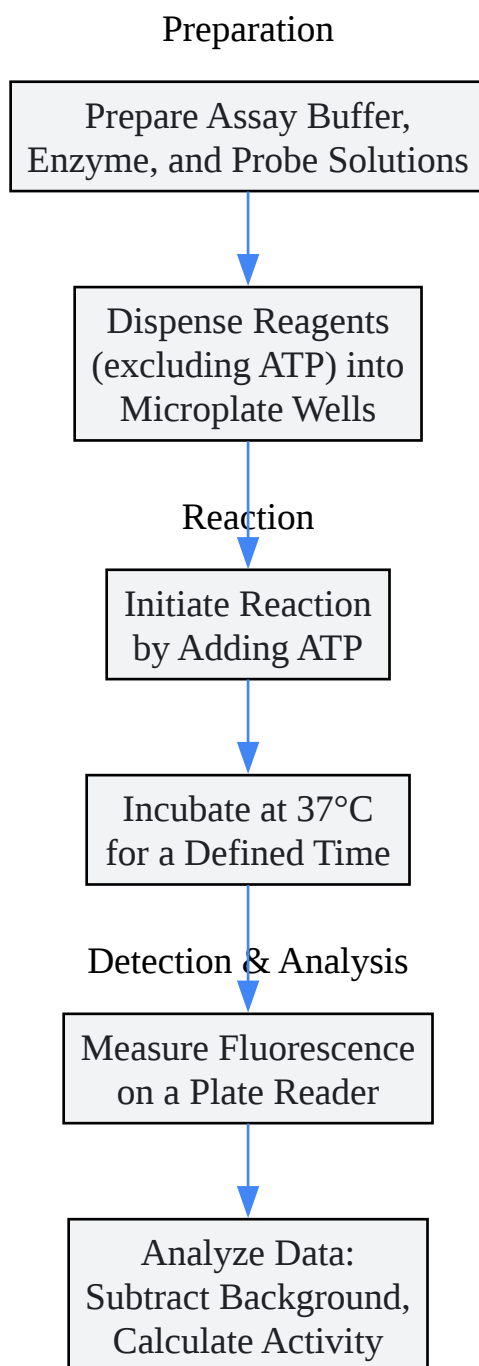 Preparation
Prepare Assay Buffer,
Enzyme, and Probe Solutions
Dispense Reagents
(excluding ATP) into
Microplate Wells
Reaction
Initiate Reaction
by Adding ATP
Incubate at 37°C
for a Defined Time
Detection & Analysis
Measure Fluorescence
on a Plate Reader
Analyze Data:
Subtract Background,
Calculate Activity